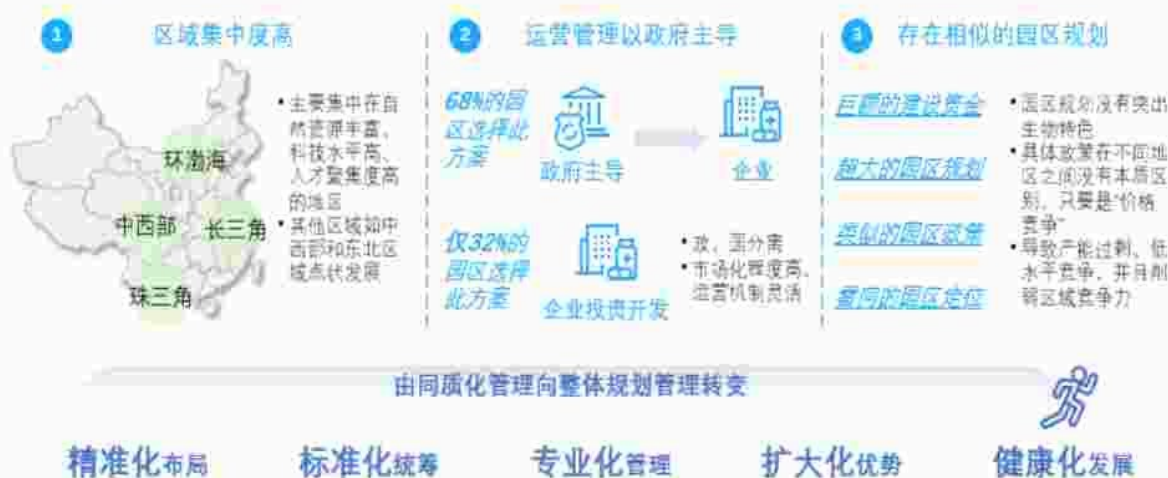 1 区域集中度高
环渤海
中西部
长三角
珠三角
• 主要集中在自
然资源丰富、
科技水平高、
人才聚集度高
的地区
• 其他区域如中
西部和东北区
域点状发展
2 运营管理以政府主导
68%的园
区选择此
方案
政府主导
企业
仅32%的
园区选择
此方案
企业投资开发
• 政、园分离
• 市场化程度高、
运营机制灵活
3 存在相似的园区规划
巨额的建设资金
超大的园区规划
类似的园区政策
雷同的园区定位
• 园区规划没有突出
生物特色
• 具体政策在不同地
区之间没有本质区
别，只要是“价格
竞争”
• 导致产能过剩、低
水平竞争，并且削
弱区域竞争力
由同质化管理向整体规划管理转变
精准化布局
标准化统筹
专业化管理
扩大化优势
健康化发展